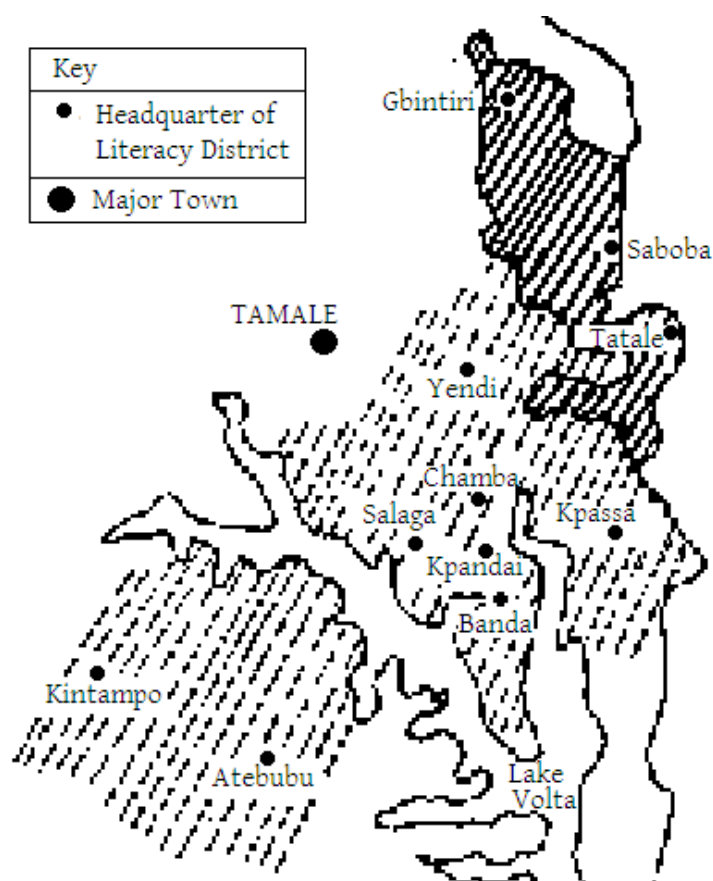 Key
Headquarter of
Literacy District
Major Town
Gbintiri
Saboba
TAMALE
Tatale
Yendi
Chamba
Salaga
Kpassa
Kpandai
Banda
Kintampo
Atebubu
Lake
Volta